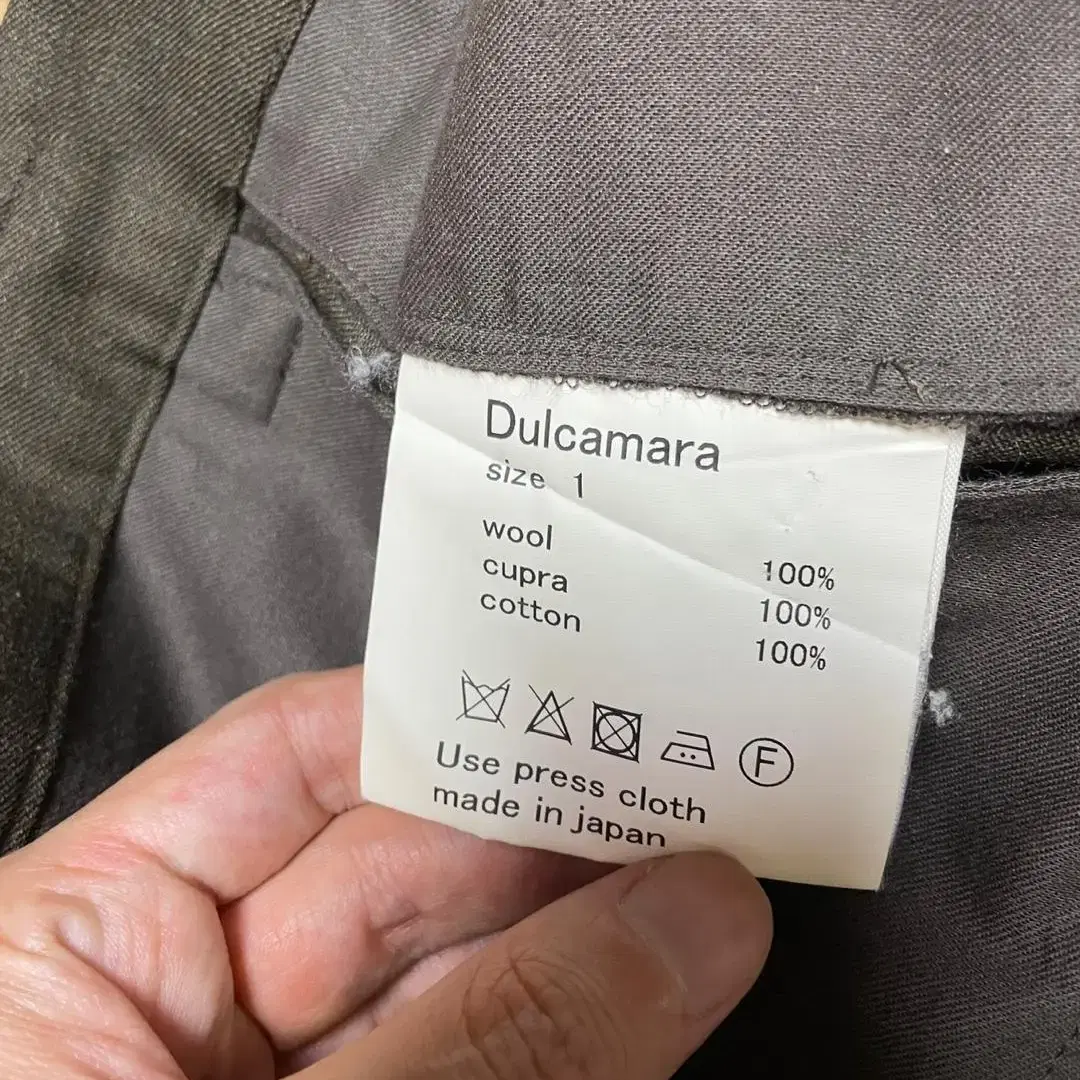 Dulcamara
size 1
wool 100%
cupra 100%
cotton 100%
F
Use press cloth
made in japan